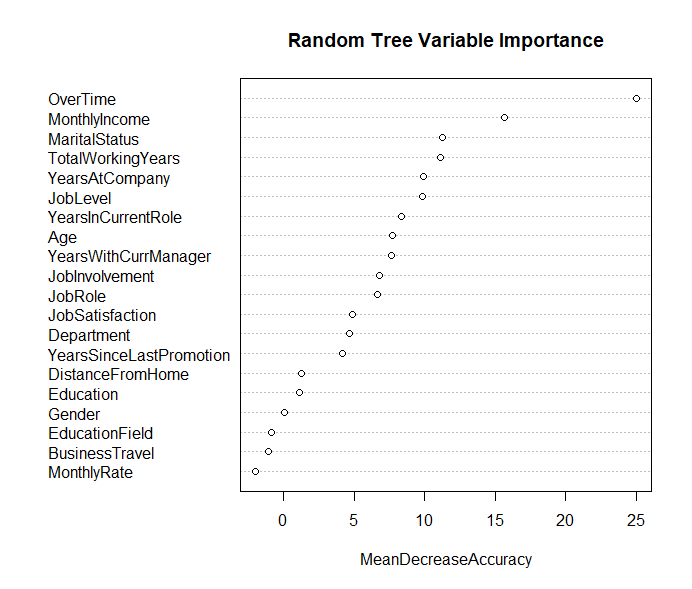 Random Tree Variable Importance
OverTime
MonthlyIncome
MaritalStatus
TotalWorkingYears
YearsAtCompany
JobLevel
YearsInCurrentRole
Age
YearsWithCurrManager
JobInvolvement
JobRole
JobSatisfaction
Department
YearsSinceLastPromotion
DistanceFromHome
Education
Gender
EducationField
BusinessTravel
MonthlyRate
0 5 10 15 20 25
MeanDecreaseAccuracy